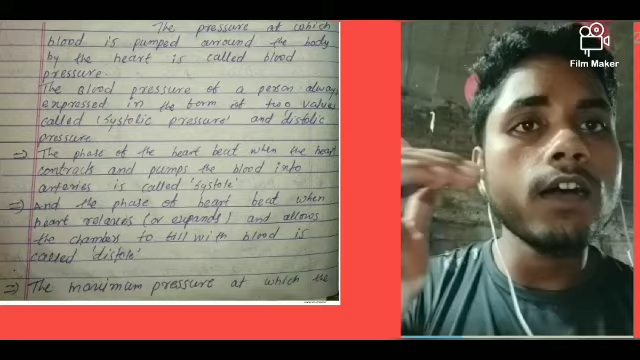 The pressure at which
blood is pumped arround the body
by the heart is called blood
pressure.
The Blood pressure of a person always
expressed in the form of two values
called 'Systolic pressure' and distolic
pressure.
⇒ The phase of the heart beat when the heart
contracts and pumps the blood into
arteries is called 'systole'
⇒ And the phase of heart beat when
heart relaxes (or expands) and allows
the chamber to fill with blood is
called 'distole'
⇒ The maximum pressure at which the
Film Maker